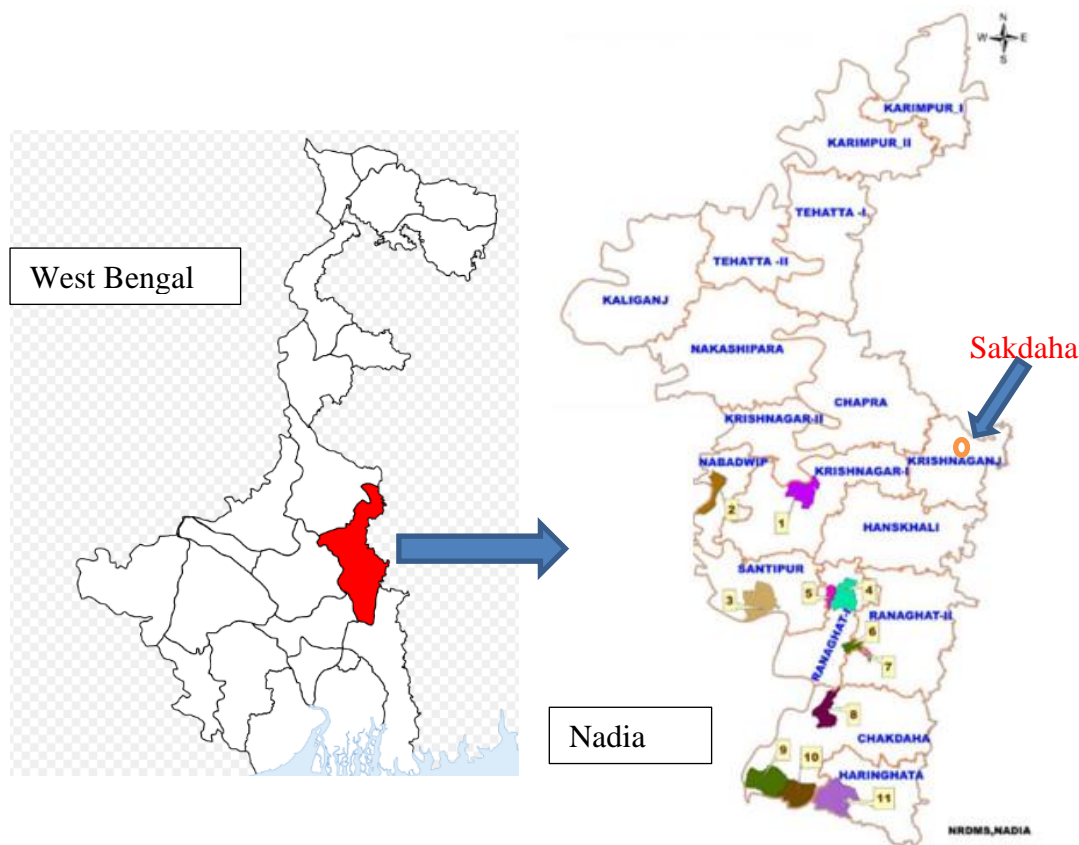 West Bengal
N
W E
S
KARIMPUR_I
KARIMPUR_II
TEHATTA -I
TEHATTA -II
KALIGANJ
NAKASHIPARA
Sakdaha
CHAPRA
KRISHNAGAR-II
NABADWIP
KRISHNAGAR-I
KRISHNAGANJ
2
1
HANSKHALI
SANTIPUR
3
5
4
RANAGHAT-II
RANAGHAT-I
6
7
8
Nadia
CHAKDAHA
9
10
HARINGHATA
11
NRDMS,NADIA